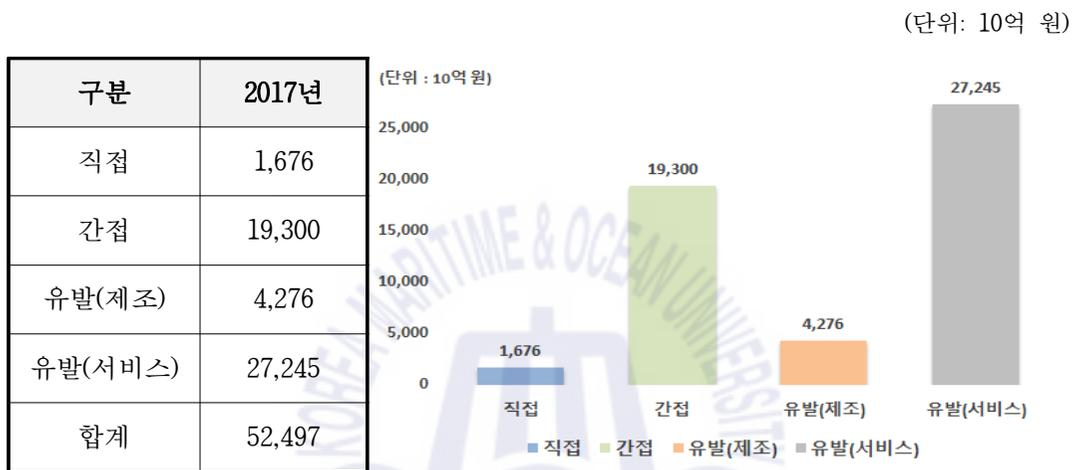 (단위: 10억 원)
구분 2017년
직접 1,676
간접 19,300
유발(제조) 4,276
유발(서비스) 27,245
합계 52,497
(단위 : 10억 원)
27,245
25,000
20,000
19,300
15,000
10,000
5,000
4,276
1,676
0
직접 간접 유발(제조) 유발(서비스)
직접 간접 유발(제조) 유발(서비스)
KOREA MARITIME & OCEAN UNIVERSITY